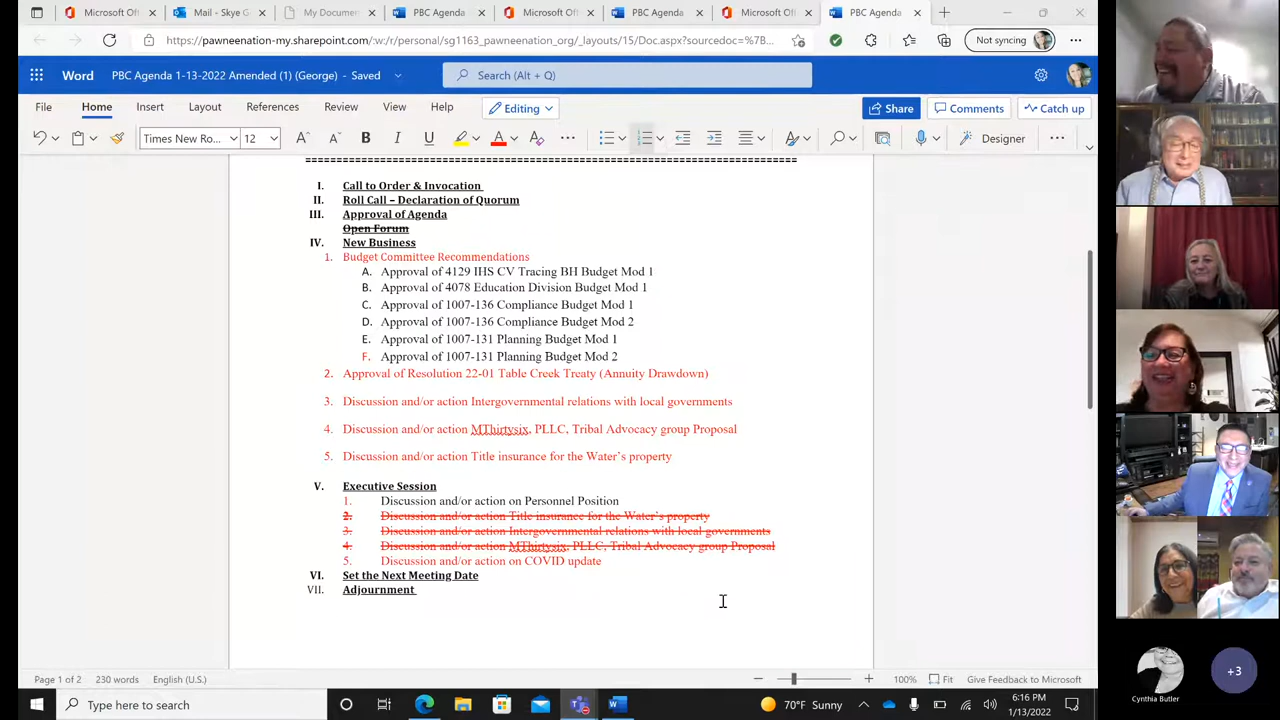 Microsoft Of
Mail - Skye G
My Documen
PBC Agenda
Microsoft Of
PBC Agenda
Microsoft Of
PBC Agenda
https://pawneenation-my.sharepoint.com/:w:/r/personal/sg1163_pawneenation_org/_layouts/15/Doc.aspx?sourcedoc=%7B...
Not syncing
Word
PBC Agenda 1-13-2022 Amended (1) (George) - Saved
Search (Alt + Q)
File Home Insert Layout References Review View Help Editing
Share Comments Catch up
Times New Ro... 12
Designer
I. Call to Order & Invocation
II. Roll Call – Declaration of Quorum
III. Approval of Agenda
Open Forum
IV. New Business
1. Budget Committee Recommendations
A. Approval of 4129 IHS CV Tracing BH Budget Mod 1
B. Approval of 4078 Education Division Budget Mod 1
C. Approval of 1007-136 Compliance Budget Mod 1
D. Approval of 1007-136 Compliance Budget Mod 2
E. Approval of 1007-131 Planning Budget Mod 1
F. Approval of 1007-131 Planning Budget Mod 2
2. Approval of Resolution 22-01 Table Creek Treaty (Annuity Drawdown)
3. Discussion and/or action Intergovernmental relations with local governments
4. Discussion and/or action MThirtysix, PLLC, Tribal Advocacy group Proposal
5. Discussion and/or action Title insurance for the Water's property
V. Executive Session
1. Discussion and/or action on Personnel Position
2. Discussion and/or action Title insurance for the Water's property
3. Discussion and/or action Intergovernmental relations with local governments
4. Discussion and/or action MThirtysix, PLLC, Tribal Advocacy group Proposal
5. Discussion and/or action on COVID update
VI. Set the Next Meeting Date
VII. Adjournment
Page 1 of 2 230 words English (U.S.)
100% Fit Give Feedback to Microsoft
Type here to search
70°F Sunny
6:16 PM
1/13/2022
Cynthia Butler
+3